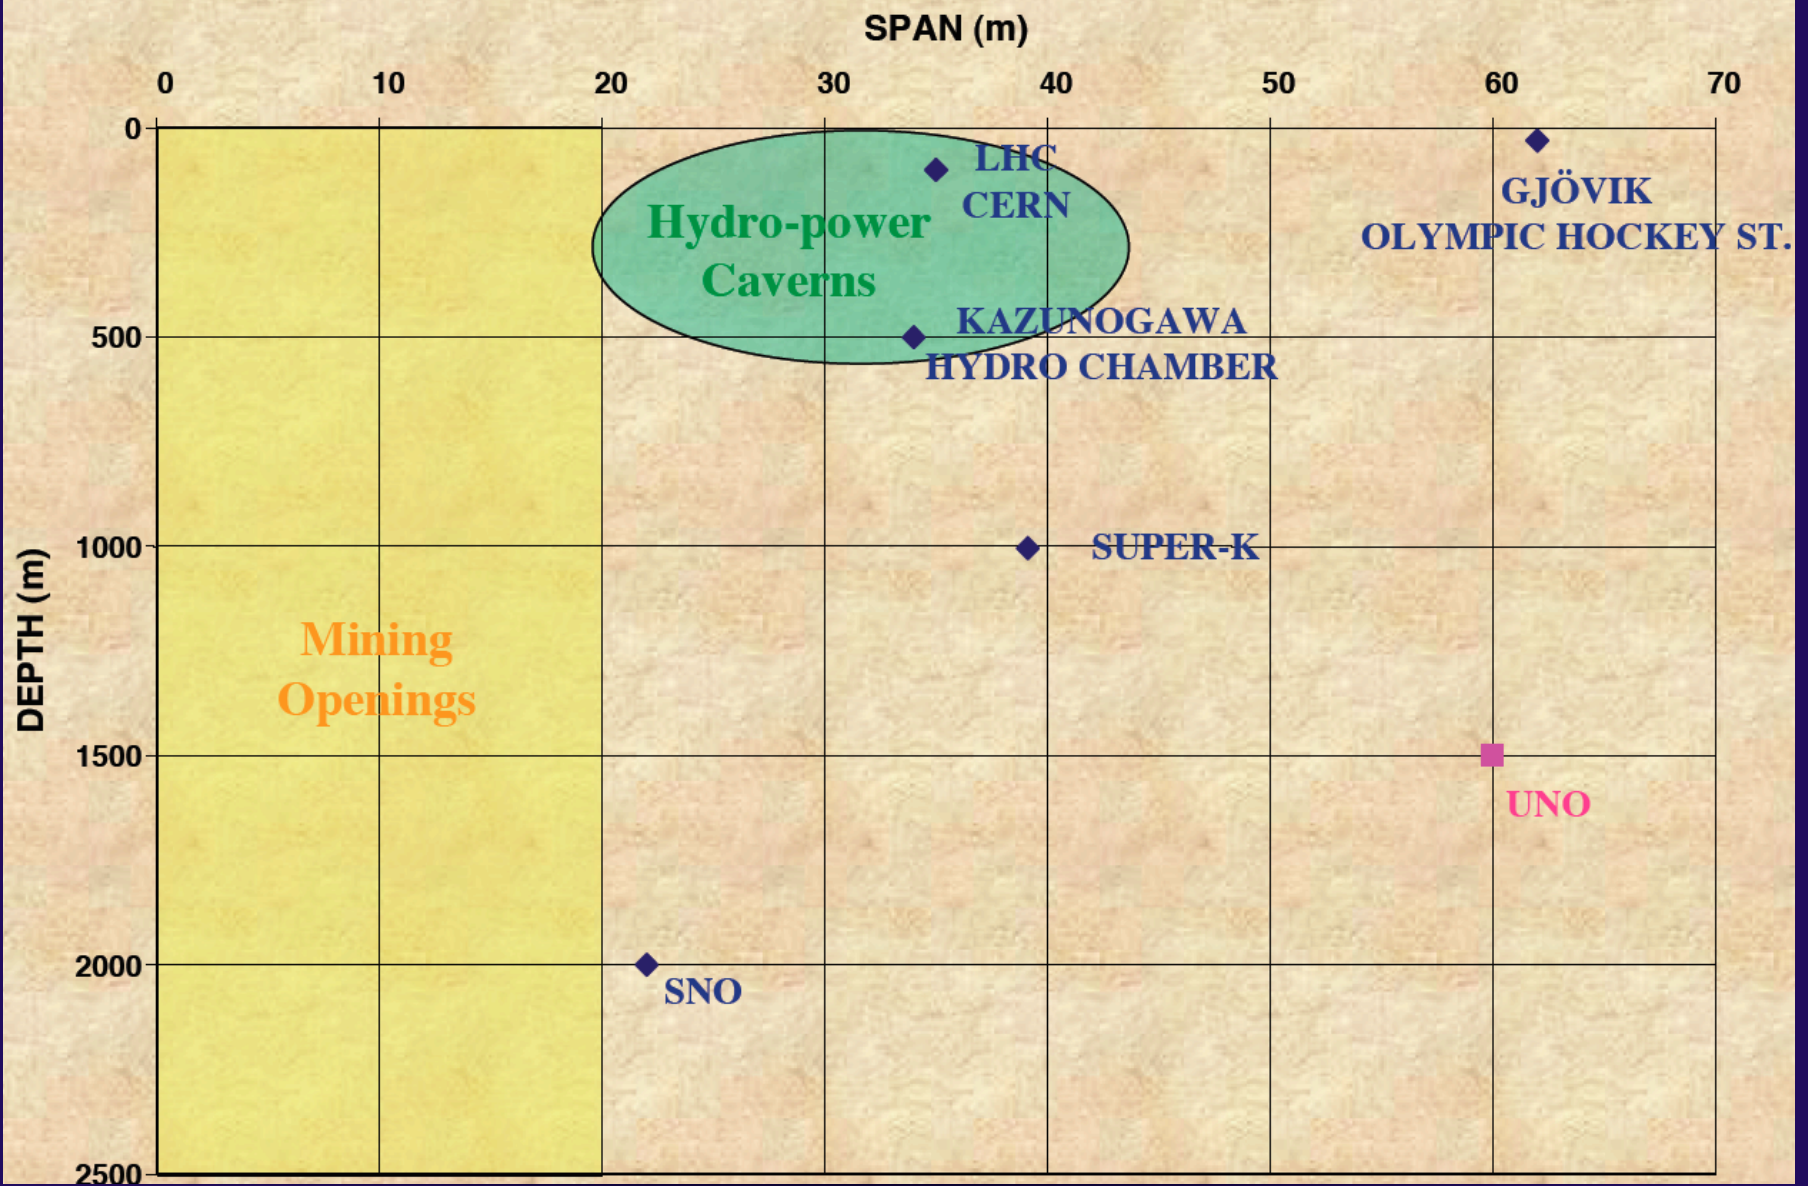 SPAN (m)
0 10 20 30 40 50 60 70
0
LHC
CERN
GJÖVIK
OLYMPIC HOCKEY ST.
Hydro-power
Caverns
KAZUNOGAWA
500
HYDRO CHAMBER
1000
SUPER-K
DEPTH (m)
Mining
Openings
1500
UNO
2000
SNO
2500